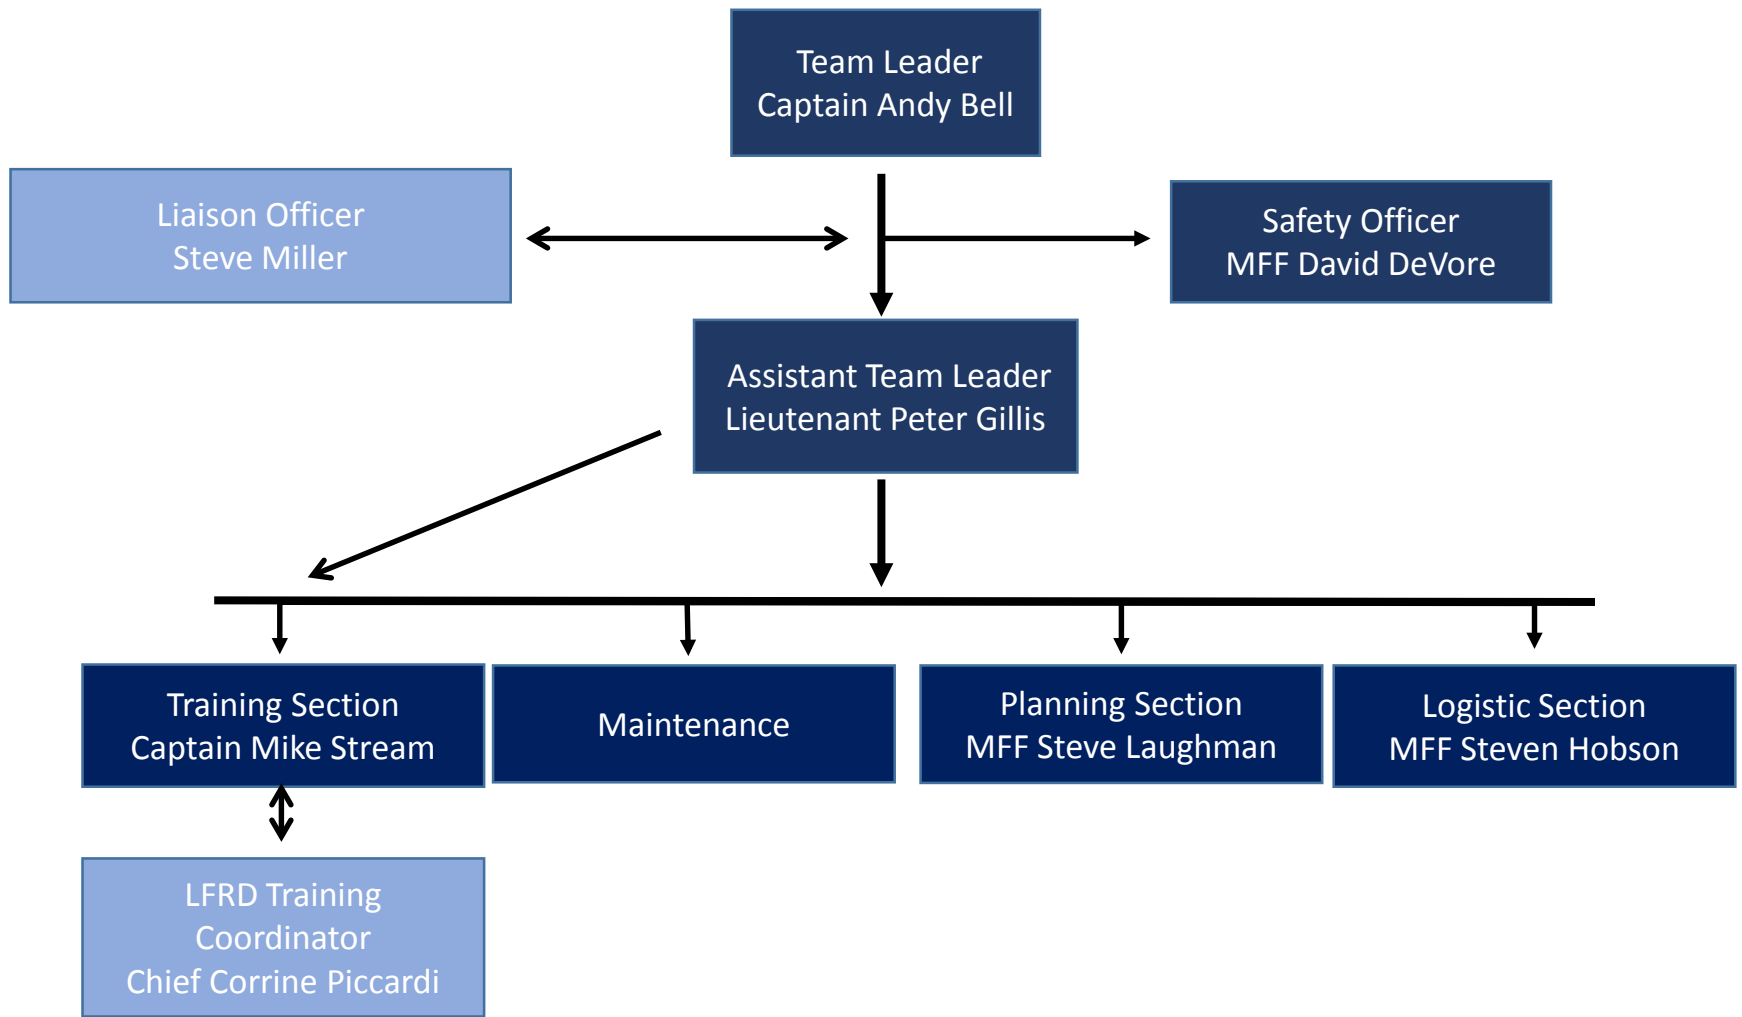 Team Leader
Captain Andy Bell
Liaison Officer
Steve Miller
Safety Officer
MFF David DeVore
Assistant Team Leader
Lieutenant Peter Gillis
Training Section
Captain Mike Stream
Maintenance
Planning Section
MFF Steve Laughman
Logistic Section
MFF Steven Hobson
LFRD Training
Coordinator
Chief Corrine Piccardi